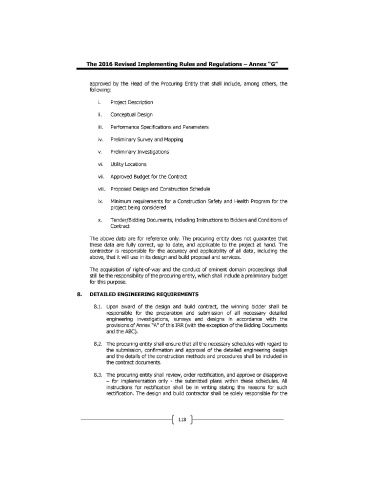 The 2016 Revised Implementing Rules and Regulations – Annex "G"
approved by the Head of the Procuring Entity that shall include, among others, the
following:
i. Project Description
ii. Conceptual Design
iii. Performance Specifications and Parameters
iv. Preliminary Survey and Mapping
v. Preliminary Investigations
vi. Utility Locations
vii. Approved Budget for the Contract
viii. Proposed Design and Construction Schedule
ix. Minimum requirements for a Construction Safety and Health Program for the
project being considered
x. Tender/Bidding Documents, including Instructions to Bidders and Conditions of
Contract
The above data are for reference only. The procuring entity does not guarantee that
these data are fully correct, up to date, and applicable to the project at hand. The
contractor is responsible for the accuracy and applicability of all data, including the
above, that it will use in its design and build proposal and services.
The acquisition of right-of-way and the conduct of eminent domain proceedings shall
still be the responsibility of the procuring entity, which shall include a preliminary budget
for this purpose.
8. DETAILED ENGINEERING REQUIREMENTS
8.1. Upon award of the design and build contract, the winning bidder shall be
responsible for the preparation and submission of all necessary detailed
engineering investigations, surveys and designs in accordance with the
provisions of Annex "A" of this IRR (with the exception of the Bidding Documents
and the ABC).
8.2. The procuring entity shall ensure that all the necessary schedules with regard to
the submission, confirmation and approval of the detailed engineering design
and the details of the construction methods and procedures shall be included in
the contract documents.
8.3. The procuring entity shall review, order rectification, and approve or disapprove
– for implementation only - the submitted plans within these schedules. All
instructions for rectification shall be in writing stating the reasons for such
rectification. The design and build contractor shall be solely responsible for the
118